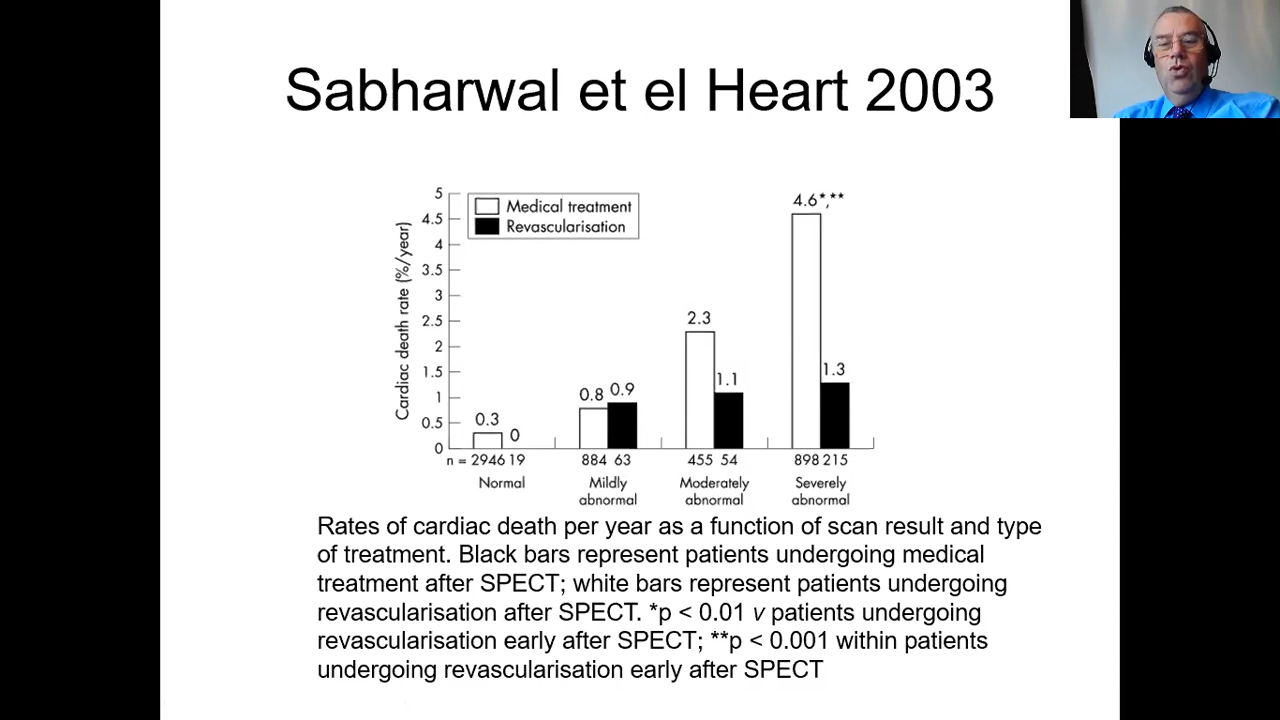 Sabharwal et el Heart 2003
5
4.5
4
3.5
3
2.5
2
1.5
1
0.5
0
Cardiac death rate (%/year)
Medical treatment
Revascularisation
0.3
0
0.8
0.9
2.3
1.1
4.6*,**
1.3
n = 2946 19
884 63
455 54
898 215
Normal
Mildly
abnormal
Moderately
abnormal
Severely
abnormal
Rates of cardiac death per year as a function of scan result and type
of treatment. Black bars represent patients undergoing medical
treatment after SPECT; white bars represent patients undergoing
revascularisation after SPECT. *p < 0.01 v patients undergoing
revascularisation early after SPECT; **p < 0.001 within patients
undergoing revascularisation early after SPECT